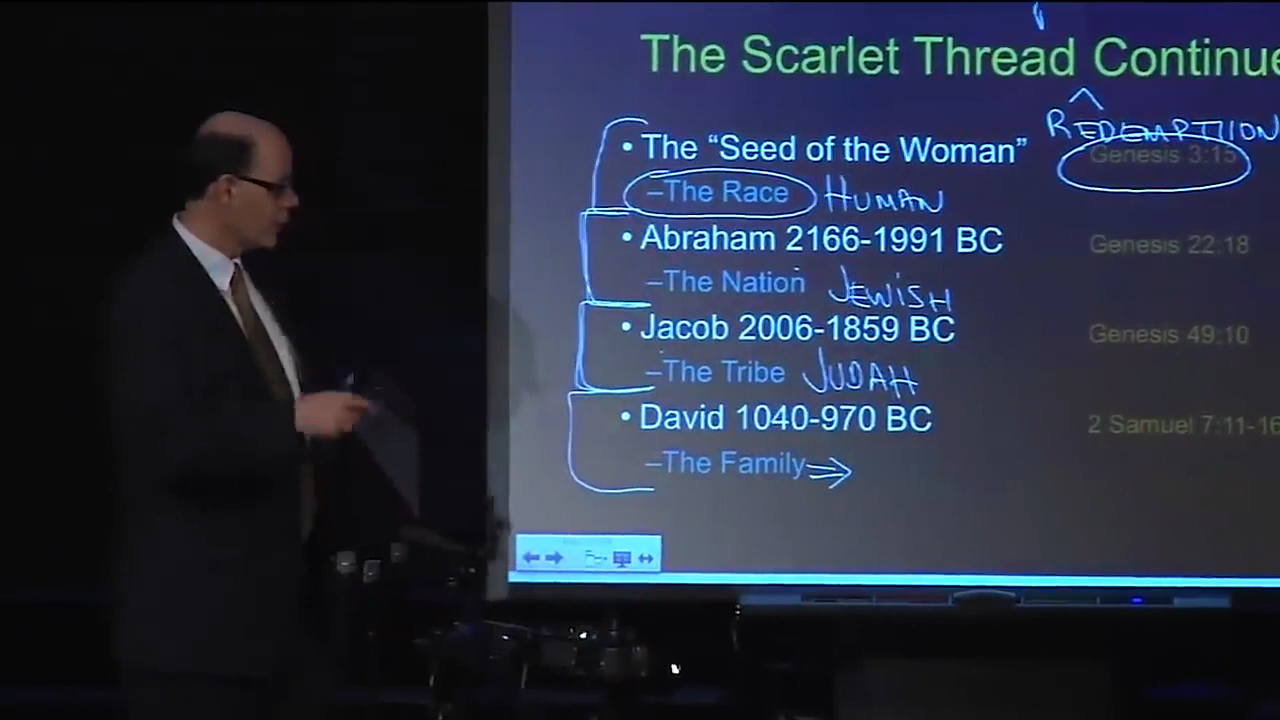 The Scarlet Thread Continue
^
REDEMPTIION
• The “Seed of the Woman” Genesis 3:15
–The Race HUMAN
• Abraham 2166-1991 BC Genesis 22:18
–The Nation JEWISH
• Jacob 2006-1859 BC Genesis 49:10
–The Tribe JUDAH
• David 1040-970 BC 2 Samuel 7:11-16
–The Family